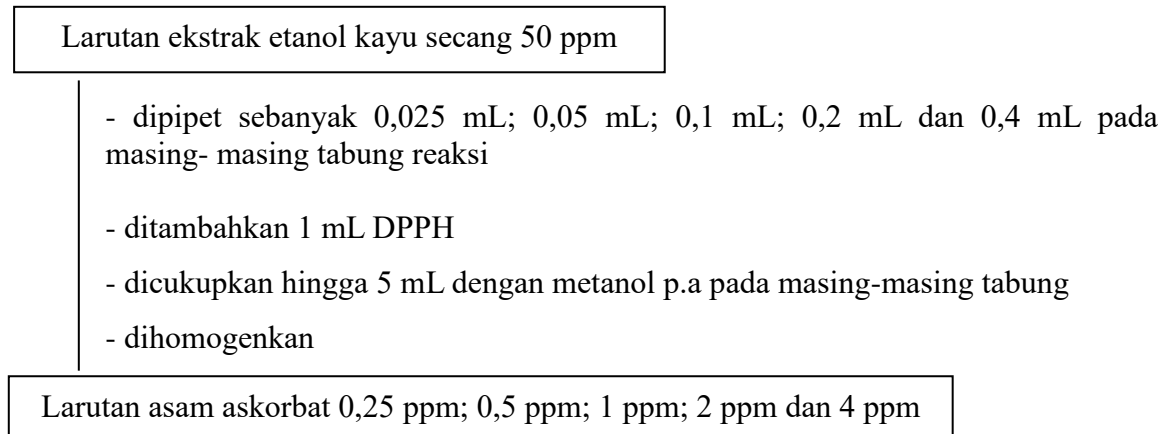 Larutan ekstrak etanol kayu secang 50 ppm
- dipipet sebanyak 0,025 mL; 0,05 mL; 0,1 mL; 0,2 mL dan 0,4 mL pada
masing- masing tabung reaksi
- ditambahkan 1 mL DPPH
- dicukupkan hingga 5 mL dengan metanol p.a pada masing-masing tabung
- dihomogenkan
Larutan asam askorbat 0,25 ppm; 0,5 ppm; 1 ppm; 2 ppm dan 4 ppm